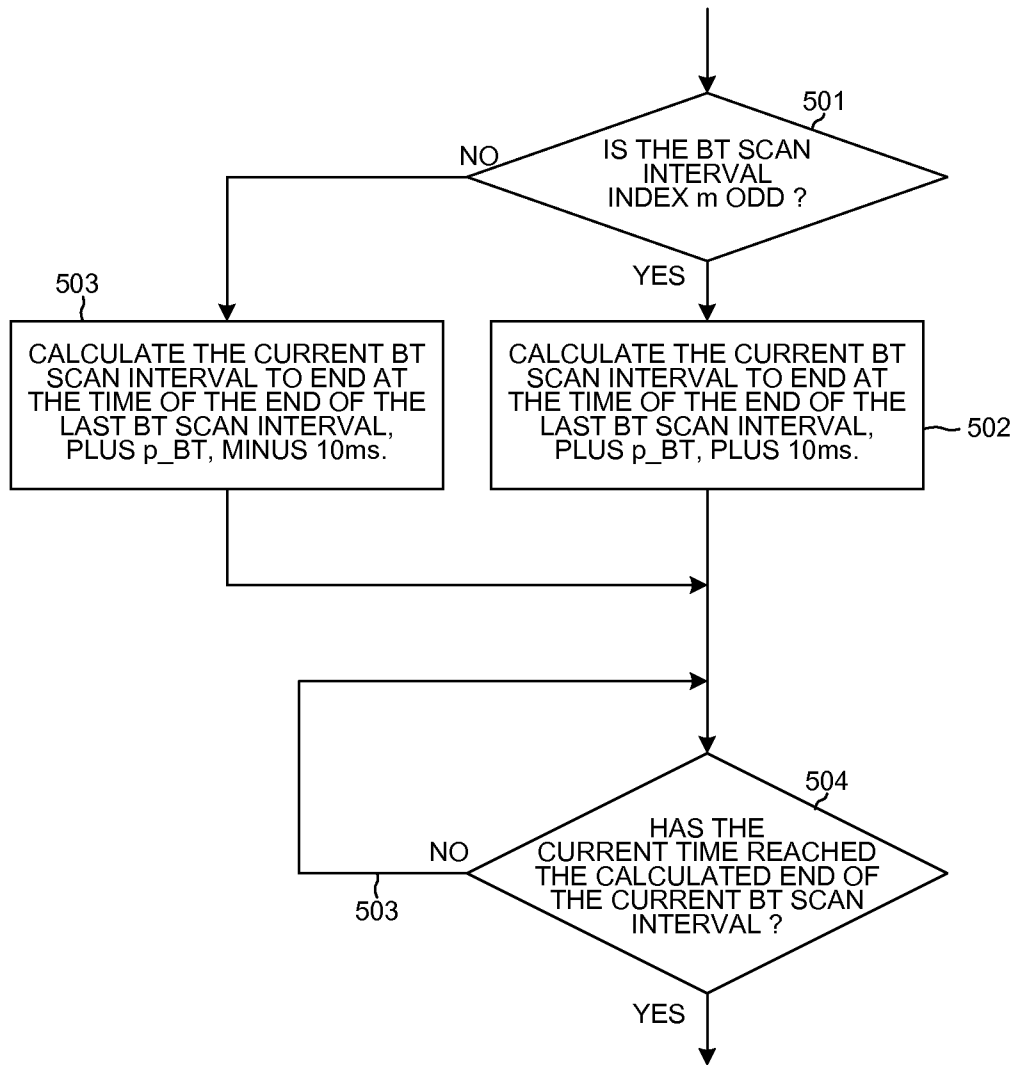 501
IS THE BT SCAN
INTERVAL
INDEX m ODD ?
NO
YES
503
CALCULATE THE CURRENT BT
SCAN INTERVAL TO END AT
THE TIME OF THE END OF THE
LAST BT SCAN INTERVAL,
PLUS p_BT, MINUS 10ms.
CALCULATE THE CURRENT BT
SCAN INTERVAL TO END AT
THE TIME OF THE END OF THE
LAST BT SCAN INTERVAL,
PLUS p_BT, PLUS 10ms.
502
504
HAS THE
CURRENT TIME REACHED
THE CALCULATED END OF
THE CURRENT BT SCAN
INTERVAL ?
NO
503
YES